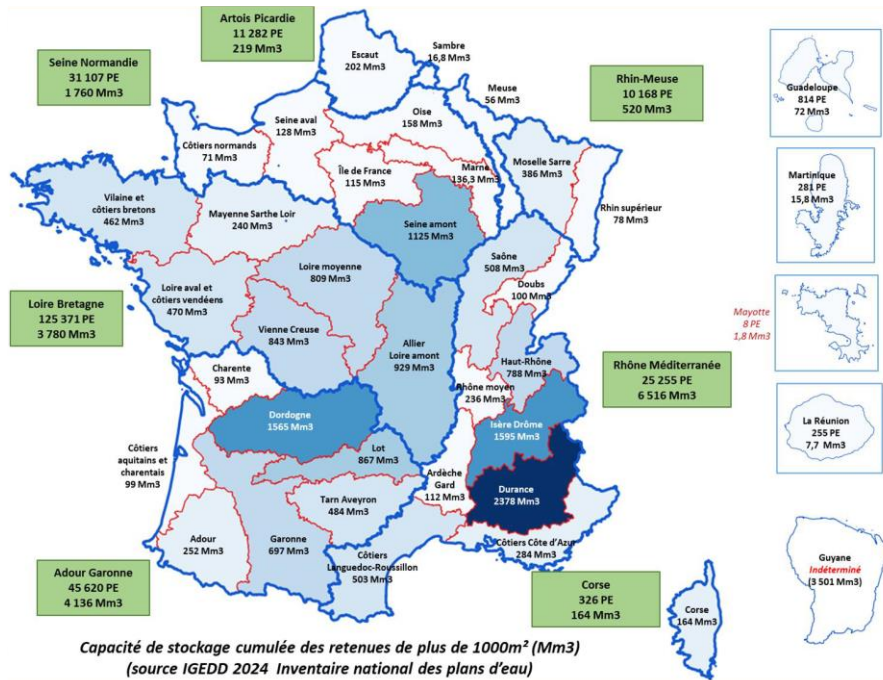 Artois Picardie
11 282 PE
219 Mm3
Seine Normandie
31 107 PE
1 760 Mm3
Rhin-Meuse
10 168 PE
520 Mm3
Escaut
202 Mm3
Sambre
16,8 Mm3
Meuse
56 Mm3
Oise
158 Mm3
Seine aval
128 Mm3
Côtiers normands
71 Mm3
Île de France
115 Mm3
Marne
136,3 Mm3
Moselle Sarre
386 Mm3
Rhin supérieur
78 Mm3
Vilaine et
côtiers bretons
462 Mm3
Mayenne Sarthe Loir
240 Mm3
Seine amont
1125 Mm3
Loire moyenne
809 Mm3
Saône
508 Mm3
Doubs
100 Mm3
Loire aval et
côtiers vendéens
470 Mm3
Loire Bretagne
125 371 PE
3 780 Mm3
Vienne Creuse
843 Mm3
Allier
Loire amont
929 Mm3
Haut-Rhône
788 Mm3
Charente
93 Mm3
Rhône moyen
236 Mm3
Rhône Méditerranée
25 255 PE
6 516 Mm3
Dordogne
1565 Mm3
Isère Drôme
1595 Mm3
Côtiers
aquitains et
charentais
99 Mm3
Lot
867 Mm3
Ardèche
Gard
112 Mm3
Durance
2378 Mm3
Tarn Aveyron
484 Mm3
Adour
252 Mm3
Garonne
697 Mm3
Côtiers
Languedoc-Roussillon
503 Mm3
Côtiers Côte d'Azur
284 Mm3
Adour Garonne
45 620 PE
4 136 Mm3
Corse
326 PE
164 Mm3
Corse
164 Mm3
Guadeloupe
814 PE
72 Mm3
Martinique
281 PE
15,8 Mm3
Mayotte
8 PE
1,8 Mm3
La Réunion
255 PE
7,7 Mm3
Guyane
Indéterminé
(3 501 Mm3)
Capacité de stockage cumulée des retenues de plus de 1000m² (Mm3)
(source IGEDD 2024 Inventaire national des plans d'eau)